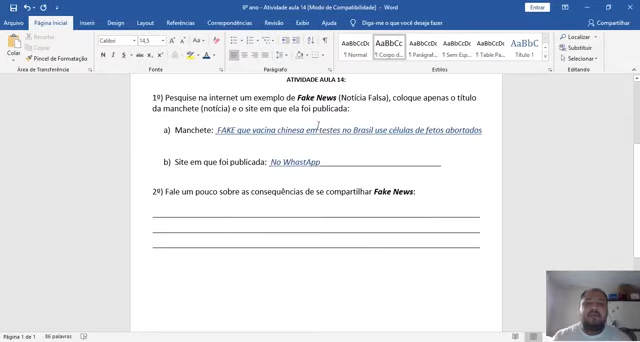 6º ano - Atividade aula 14 [Modo de Compatibilidade] - Word
Entrar
Arquivo Página Inicial Inserir Design Layout Referências Correspondências Revisão Exibir Ajuda Diga-me o que você deseja fazer Compartilhar
Recortar
Copiar
Pincel de Formatação
Área de Transferência
Calibri 14,5
Fonte
Parágrafo
AaBbCcDc AaBbCc AaBbCcDc AaBbCcDc AaBbCcDc AaBbCc
¶ Normal ¶ Corpo d... ¶ Parágraf... ¶ Sem Esp... ¶ Table Pa... Título 1
Estilos
Localizar
Substituir
Selecionar
Editando
ATIVIDADE AULA 14:
1º) Pesquise na internet um exemplo de Fake News (Notícia Falsa), coloque apenas o título
da manchete (notícia) e o site em que ela foi publicada:
a) Manchete: FAKE que vacina chinesa em testes no Brasil use células de fetos abortados
b) Site em que foi publicada: No WhastApp
2º) Fale um pouco sobre as consequências de se compartilhar Fake News:
Página 1 de 1 86 palavras